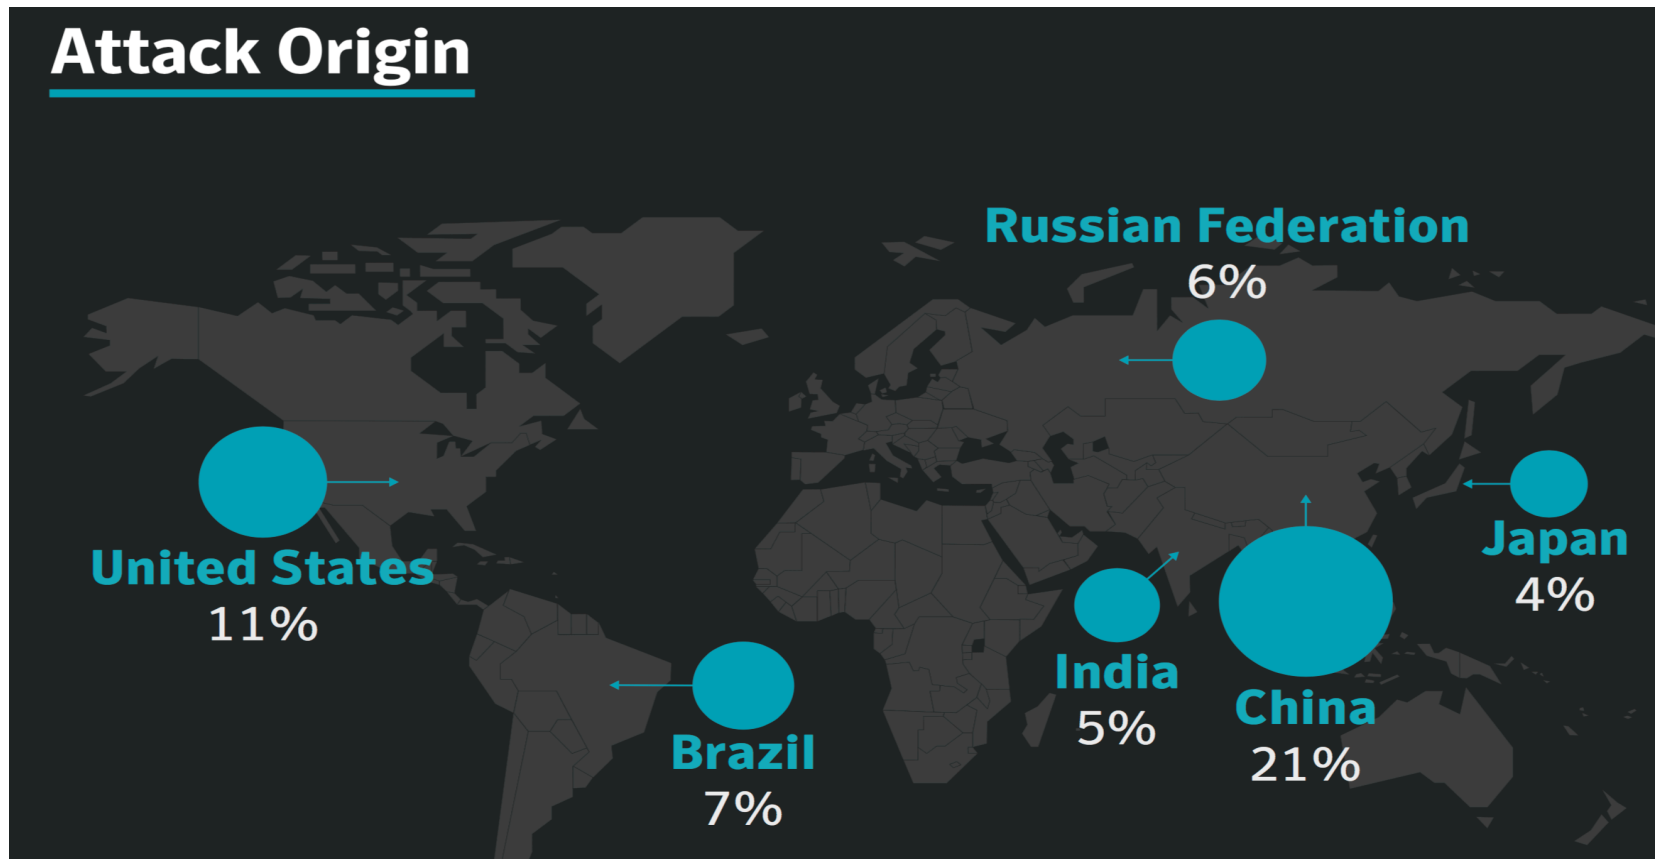 Attack Origin
Russian Federation
6%
United States
11%
Japan
4%
India
5%
China
21%
Brazil
7%